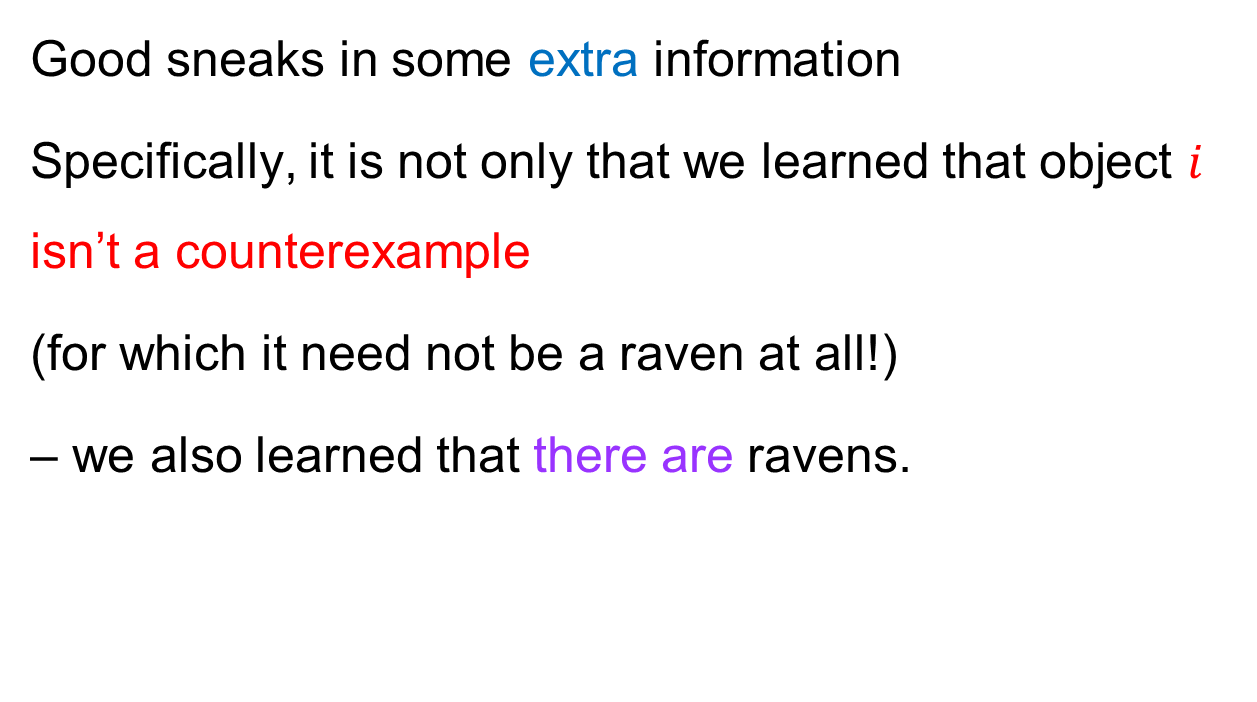 Good sneaks in some extra information
Specifically, it is not only that we learned that object 𝑖
isn’t a counterexample
(for which it need not be a raven at all!)
– we also learned that there are ravens.